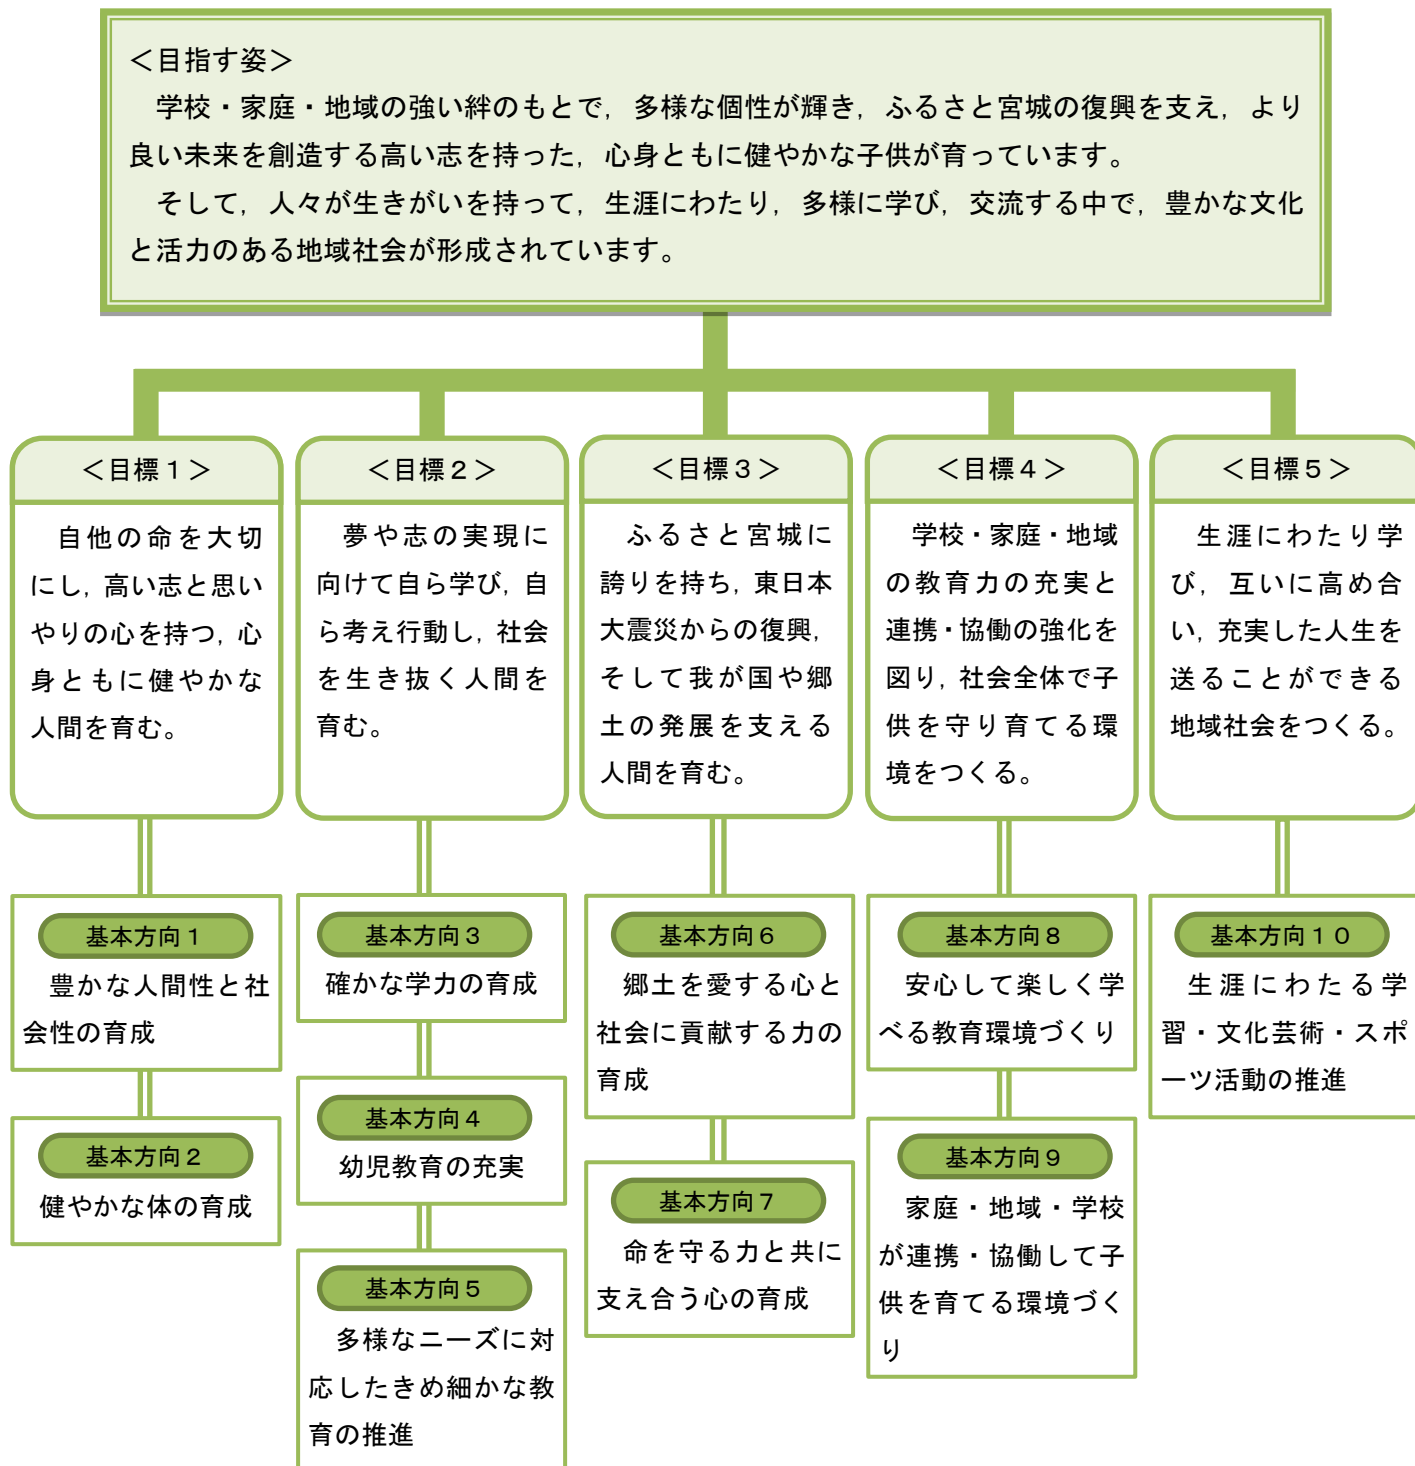 ＜目指す姿＞
学校・家庭・地域の強い絆のもとで，多様な個性が輝き，ふるさと宮城の復興を支え，より
良い未来を創造する高い志を持った，心身ともに健やかな子供が育っています。
そして，人々が生きがいを持って，生涯にわたり，多様に学び，交流する中で，豊かな文化
と活力のある地域社会が形成されています。
＜目標１＞
自他の命を大切
にし，高い志と思い
やりの心を持つ，心
身ともに健やかな
人間を育む。
＜目標２＞
夢や志の実現に
向けて自ら学び，自
ら考え行動し，社会
を生き抜く人間を
育む。
＜目標３＞
ふるさと宮城に
誇りを持ち，東日本
大震災からの復興，
そして我が国や郷
土の発展を支える
人間を育む。
＜目標４＞
学校・家庭・地域
の教育力の充実と
連携・協働の強化を
図り，社会全体で子
供を守り育てる環
境をつくる。
＜目標５＞
生涯にわたり学
び，互いに高め合
い，充実した人生を
送ることができる
地域社会をつくる。
基本方向１
豊かな人間性と社
会性の育成
基本方向２
健やかな体の育成
基本方向３
確かな学力の育成
基本方向４
幼児教育の充実
基本方向５
多様なニーズに対
応したきめ細かな教
育の推進
基本方向６
郷土を愛する心と
社会に貢献する力の
育成
基本方向７
命を守る力と共に
支え合う心の育成
基本方向８
安心して楽しく学
べる教育環境づくり
基本方向９
家庭・地域・学校
が連携・協働して子
供を育てる環境づく
り
基本方向１０
生涯にわたる学
習・文化芸術・スポ
ーツ活動の推進